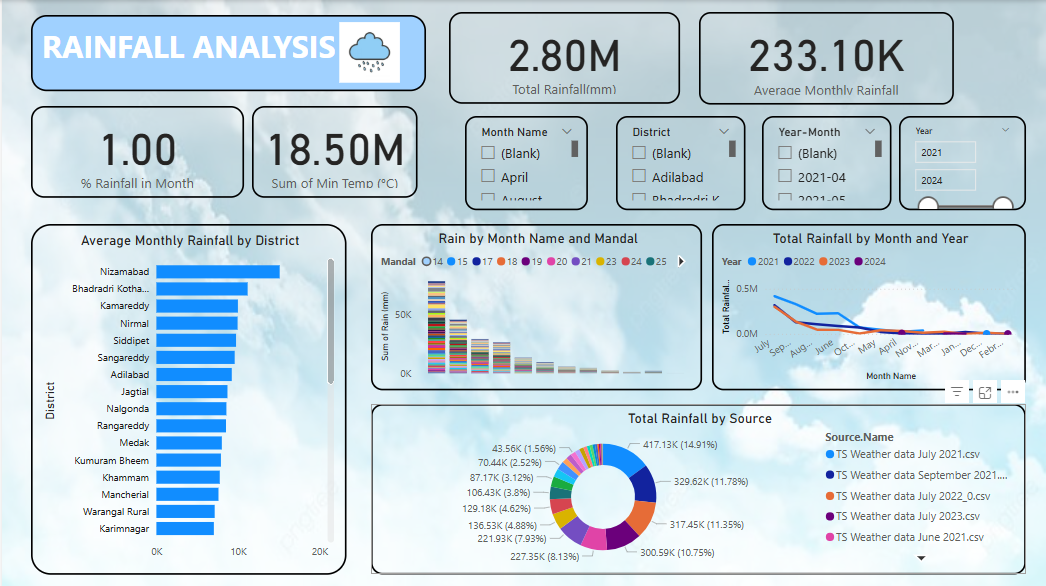 RAINFALL ANALYSIS
2.80M
Total Rainfall(mm)
233.10K
Average Monthly Rainfall
1.00
% Rainfall in Month
18.50M
Sum of Min Temp (°C)
Month Name
(Blank)
April
August
District
(Blank)
Adilabad
Bhadradri K
Year-Month
(Blank)
2021-04
2021-05
Year
2021
2024
Average Monthly Rainfall by District
District
Nizamabad
Bhadradri Kotha...
Kamareddy
Nirmal
Siddipet
Sangareddy
Adilabad
Jagtial
Nalgonda
Rangareddy
Medak
Kumuram Bheem
Khammam
Mancherial
Warangal Rural
Karimnagar
0K 10K 20K
Rain by Month Name and Mandal
Mandal 14 15 17 18 19 20 21 23 24 25
Sum of Rain (mm)
50K
0K
Total Rainfall by Month and Year
Year 2021 2022 2023 2024
Total Rainfal...
0.5M
0.0M
July Sep... Aug... June Oct... May April Nov... Mar... Jan... Dec... Febr...
Month Name
Total Rainfall by Source
417.13K (14.91%)
329.62K (11.78%)
317.45K (11.35%)
300.59K (10.75%)
227.35K (8.13%)
221.93K (7.93%)
136.53K (4.88%)
129.18K (4.62%)
106.43K (3.8%)
87.17K (3.12%)
70.44K (2.52%)
43.56K (1.56%)
Source.Name
TS Weather data July 2021.csv
TS Weather data September 2021....
TS Weather data July 2022_0.csv
TS Weather data July 2023.csv
TS Weather data June 2021.csv